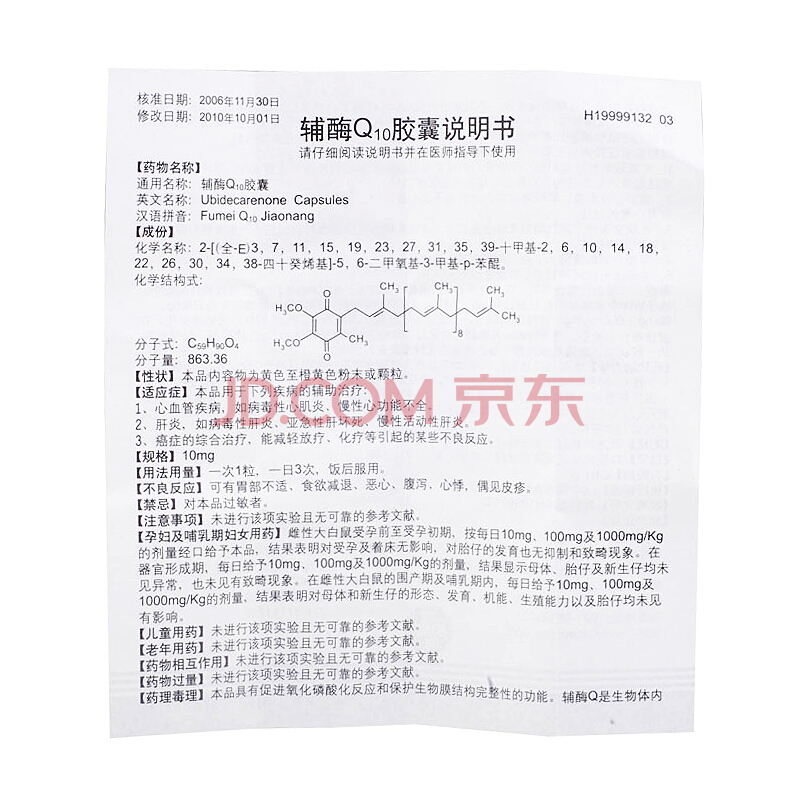 核准日期: 2006年11月30日
修改日期: 2010年10月01日
H19999132 03
辅酶Q10胶囊说明书
请仔细阅读说明书并在医师指导下使用
【药物名称】
通用名称: 辅酶Q10胶囊
英文名称: Ubidecarenone Capsules
汉语拼音: Fumei Q10 Jiaonang
【成份】
化学名称: 2-[(全-E)3, 7, 11, 15, 19, 23, 27, 31, 35, 39-十甲基-2, 6, 10, 14, 18,
22, 26, 30, 34, 38-四十癸烯基]-5, 6-二甲氧基-3-甲基-p-苯醌。
化学结构式:
O
H3CO
H3CO
O
CH3
CH3
CH3
8
CH3
CH3
分子式: C59H90O4
分子量: 863.36
【性状】本品内容物为黄色至橙黄色粉末或颗粒。
【适应症】本品用于下列疾病的辅助治疗:
1、心血管疾病, 如病毒性心肌炎、慢性心功能不全。
2、肝炎, 如病毒性肝炎、亚急性肝坏死、慢性活动性肝炎。
3、癌症的综合治疗, 能减轻放疗、化疗等引起的某些不良反应。
JD.COM 京东
【规格】10mg
【用法用量】一次1粒, 一日3次, 饭后服用。
【不良反应】可有胃部不适、食欲减退、恶心、腹泻、心悸, 偶见皮疹。
【禁忌】对本品过敏者。
【注意事项】未进行该项实验且无可靠的参考文献。
【孕妇及哺乳期妇女用药】雌性大白鼠受孕前至受孕初期, 按每日10mg、100mg及1000mg/Kg
的剂量经口给予本品, 结果表明对受孕及着床无影响, 对胎仔的发育也无抑制和致畸现象。在
器官形成期, 每日给予10mg、100mg及1000mg/Kg的剂量, 结果显示母体、胎仔及新生仔均未
见异常, 也未见有致畸现象。在雌性大白鼠的围产期及哺乳期内, 每日给予10mg、100mg及
1000mg/Kg的剂量, 结果表明对母体和新生仔的形态、发育、机能、生殖能力以及胎仔均未见
有影响。
【儿童用药】未进行该项实验且无可靠的参考文献。
【老年用药】未进行该项实验且无可靠的参考文献。
【药物相互作用】未进行该项实验且无可靠的参考文献。
【药物过量】未进行该项实验且无可靠的参考文献。
【药理毒理】本品具有促进氧化磷酸化反应和保护生物膜结构完整性的功能。辅酶Q是生物体内